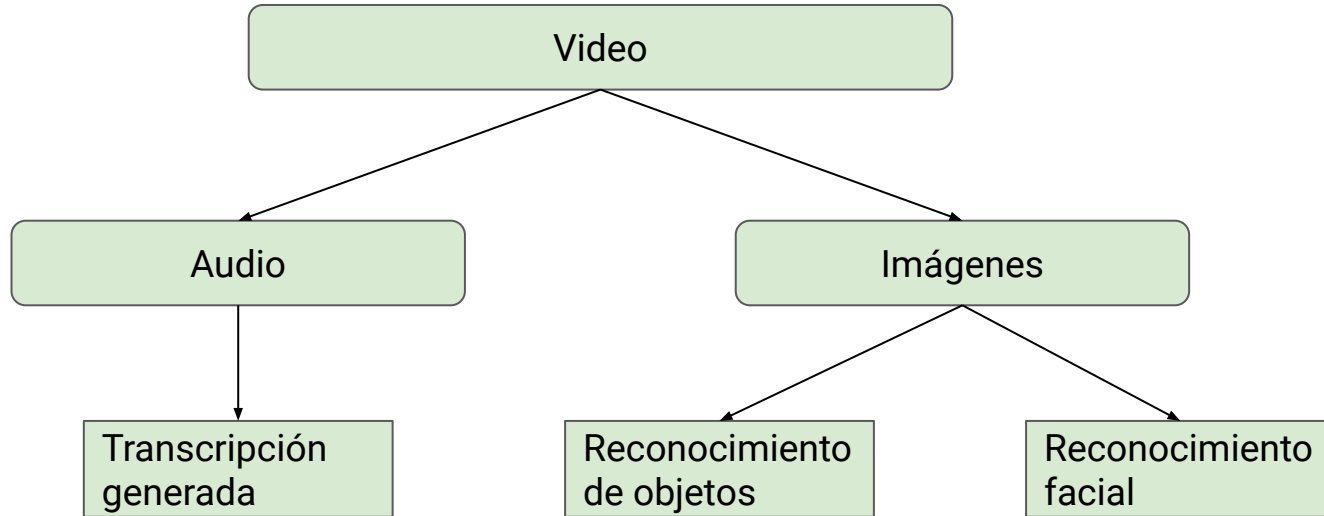 Video
Audio
Imágenes
Transcripción
generada
Reconocimiento
de objetos
Reconocimiento
facial